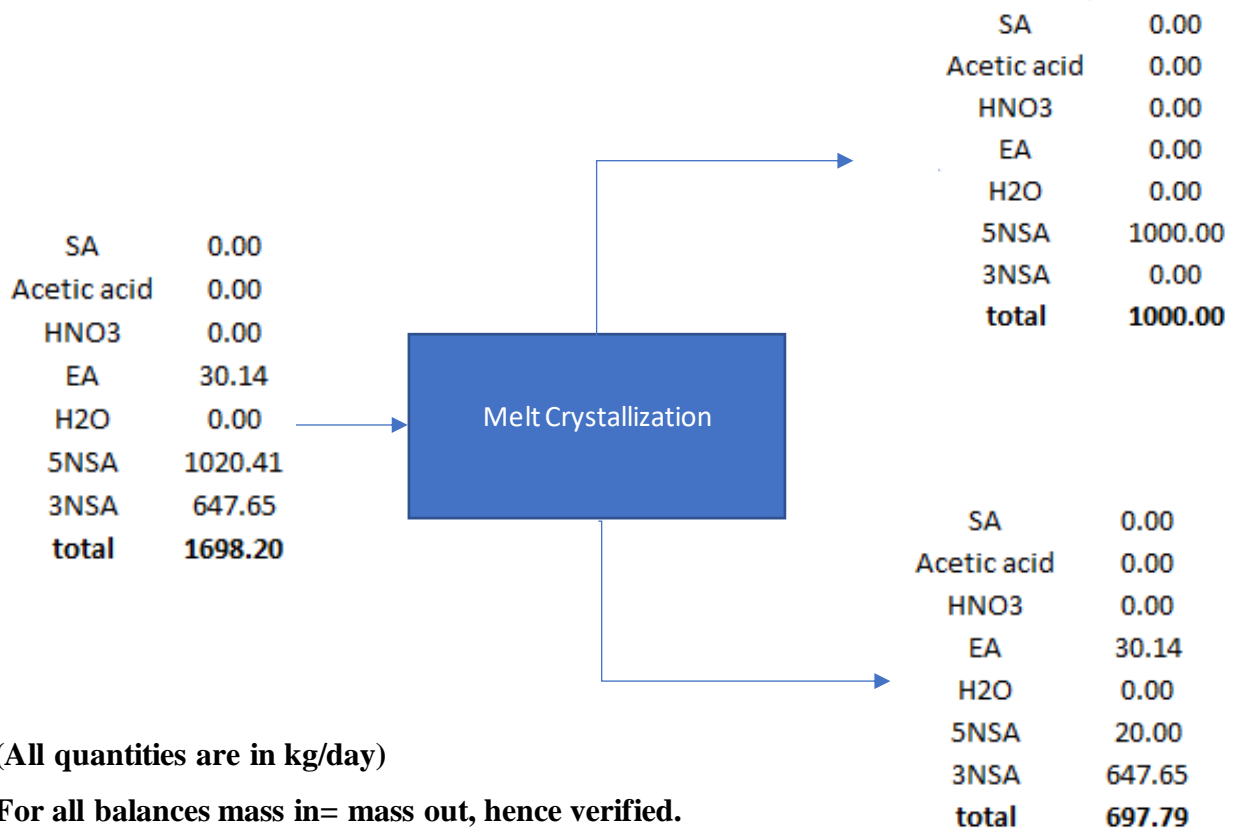 SA 0.00
Acetic acid 0.00
HNO3 0.00
EA 0.00
H2O 0.00
5NSA 1000.00
3NSA 0.00
total 1000.00
SA 0.00
Acetic acid 0.00
HNO3 0.00
EA 30.14
H2O 0.00
5NSA 1020.41
3NSA 647.65
total 1698.20
Melt Crystallization
SA 0.00
Acetic acid 0.00
HNO3 0.00
EA 30.14
H2O 0.00
5NSA 20.00
3NSA 647.65
total 697.79
(All quantities are in kg/day)
For all balances mass in= mass out, hence verified.